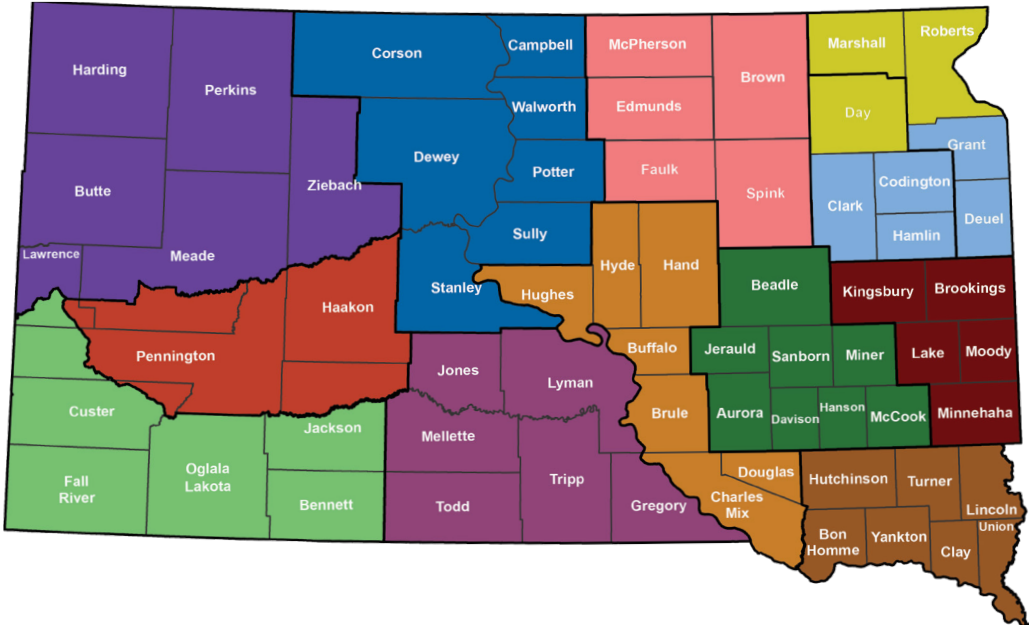 Harding
Perkins
Corson
Campbell
McPherson
Brown
Marshall
Roberts
Walworth
Edmunds
Day
Butte
Ziebach
Dewey
Potter
Faulk
Spink
Grant
Codington
Clark
Deuel
Hamlin
Lawrence
Meade
Sully
Hyde
Hand
Haakon
Stanley
Hughes
Beadle
Kingsbury
Brookings
Pennington
Jones
Lyman
Buffalo
Jerauld
Sanborn
Miner
Lake
Moody
Custer
Jackson
Mellette
Brule
Aurora
Davison
Hanson
McCook
Minnehaha
Fall
River
Oglala
Lakota
Bennett
Todd
Tripp
Gregory
Charles
Mix
Douglas
Hutchinson
Turner
Lincoln
Bon
Homme
Yankton
Clay
Union